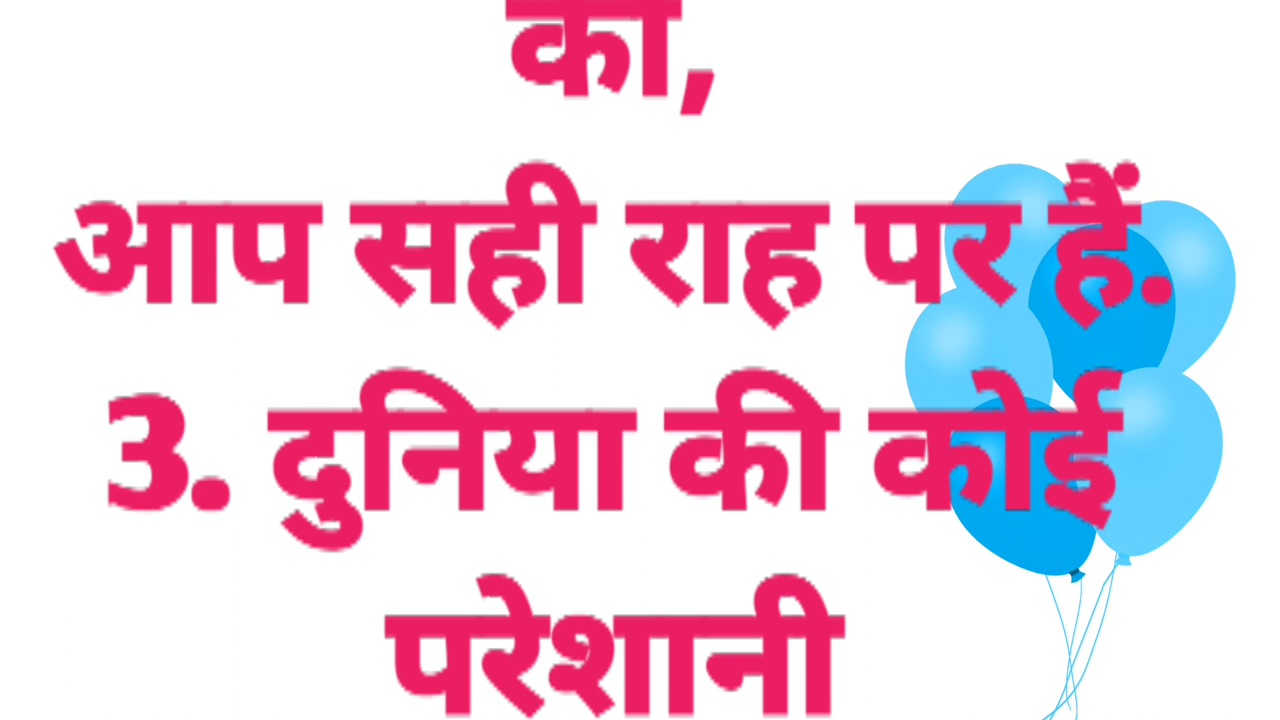 का,
आप सही राह पर हैं.
3. दुनिया की कोई
परेशानी